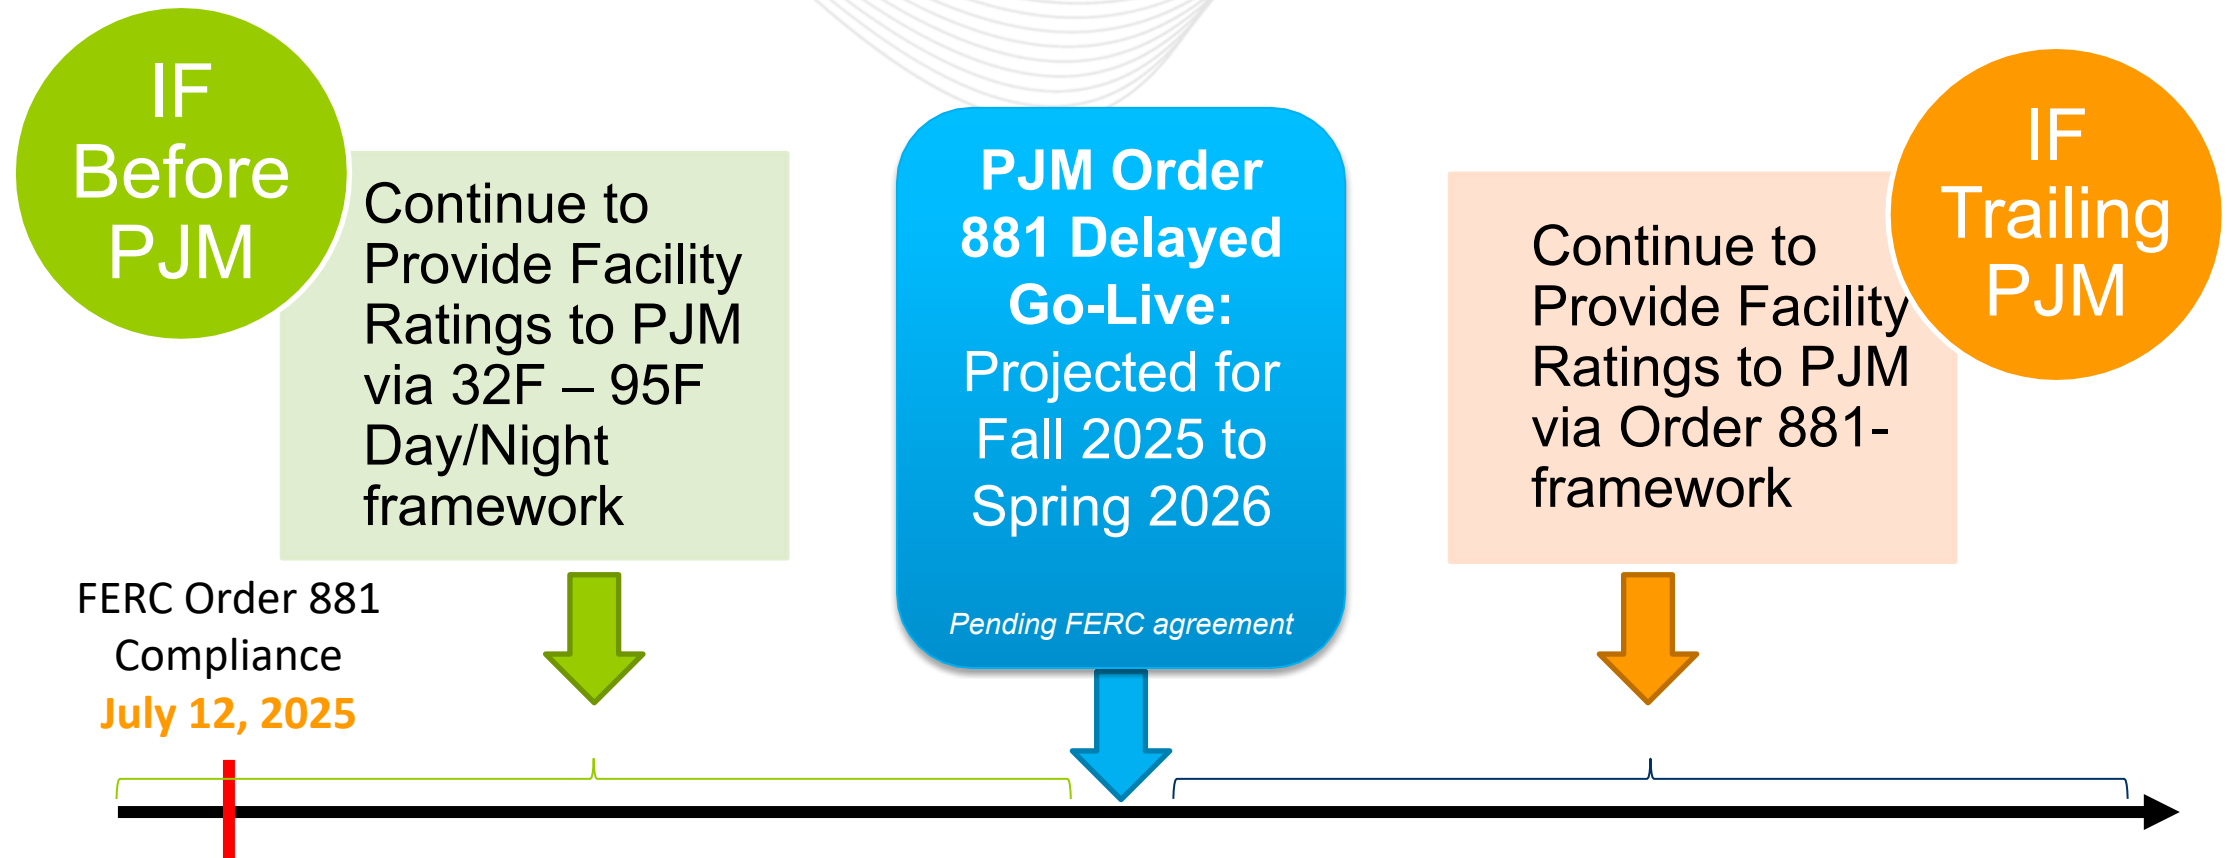 IF
Before
PJM
Continue to
Provide Facility
Ratings to PJM
via 32F – 95F
Day/Night
framework
FERC Order 881
Compliance
July 12, 2025
PJM Order
881 Delayed
Go-Live:
Projected for
Fall 2025 to
Spring 2026
Pending FERC agreement
IF
Trailing
PJM
Continue to
Provide Facility
Ratings to PJM
via Order 881-
framework